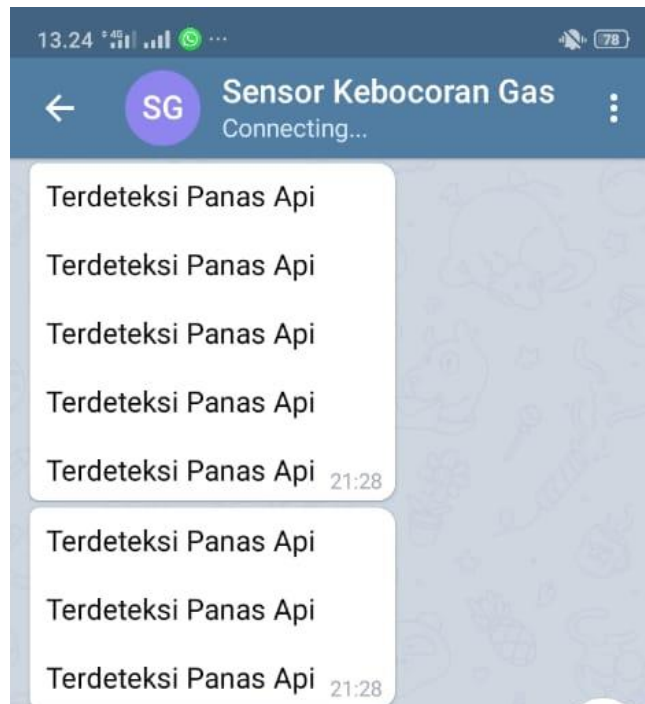 13.24 4G ...
78
SG
Sensor Kebocoran Gas
Connecting...
Terdeteksi Panas Api
Terdeteksi Panas Api
Terdeteksi Panas Api
Terdeteksi Panas Api
Terdeteksi Panas Api 21:28
Terdeteksi Panas Api
Terdeteksi Panas Api
Terdeteksi Panas Api 21:28